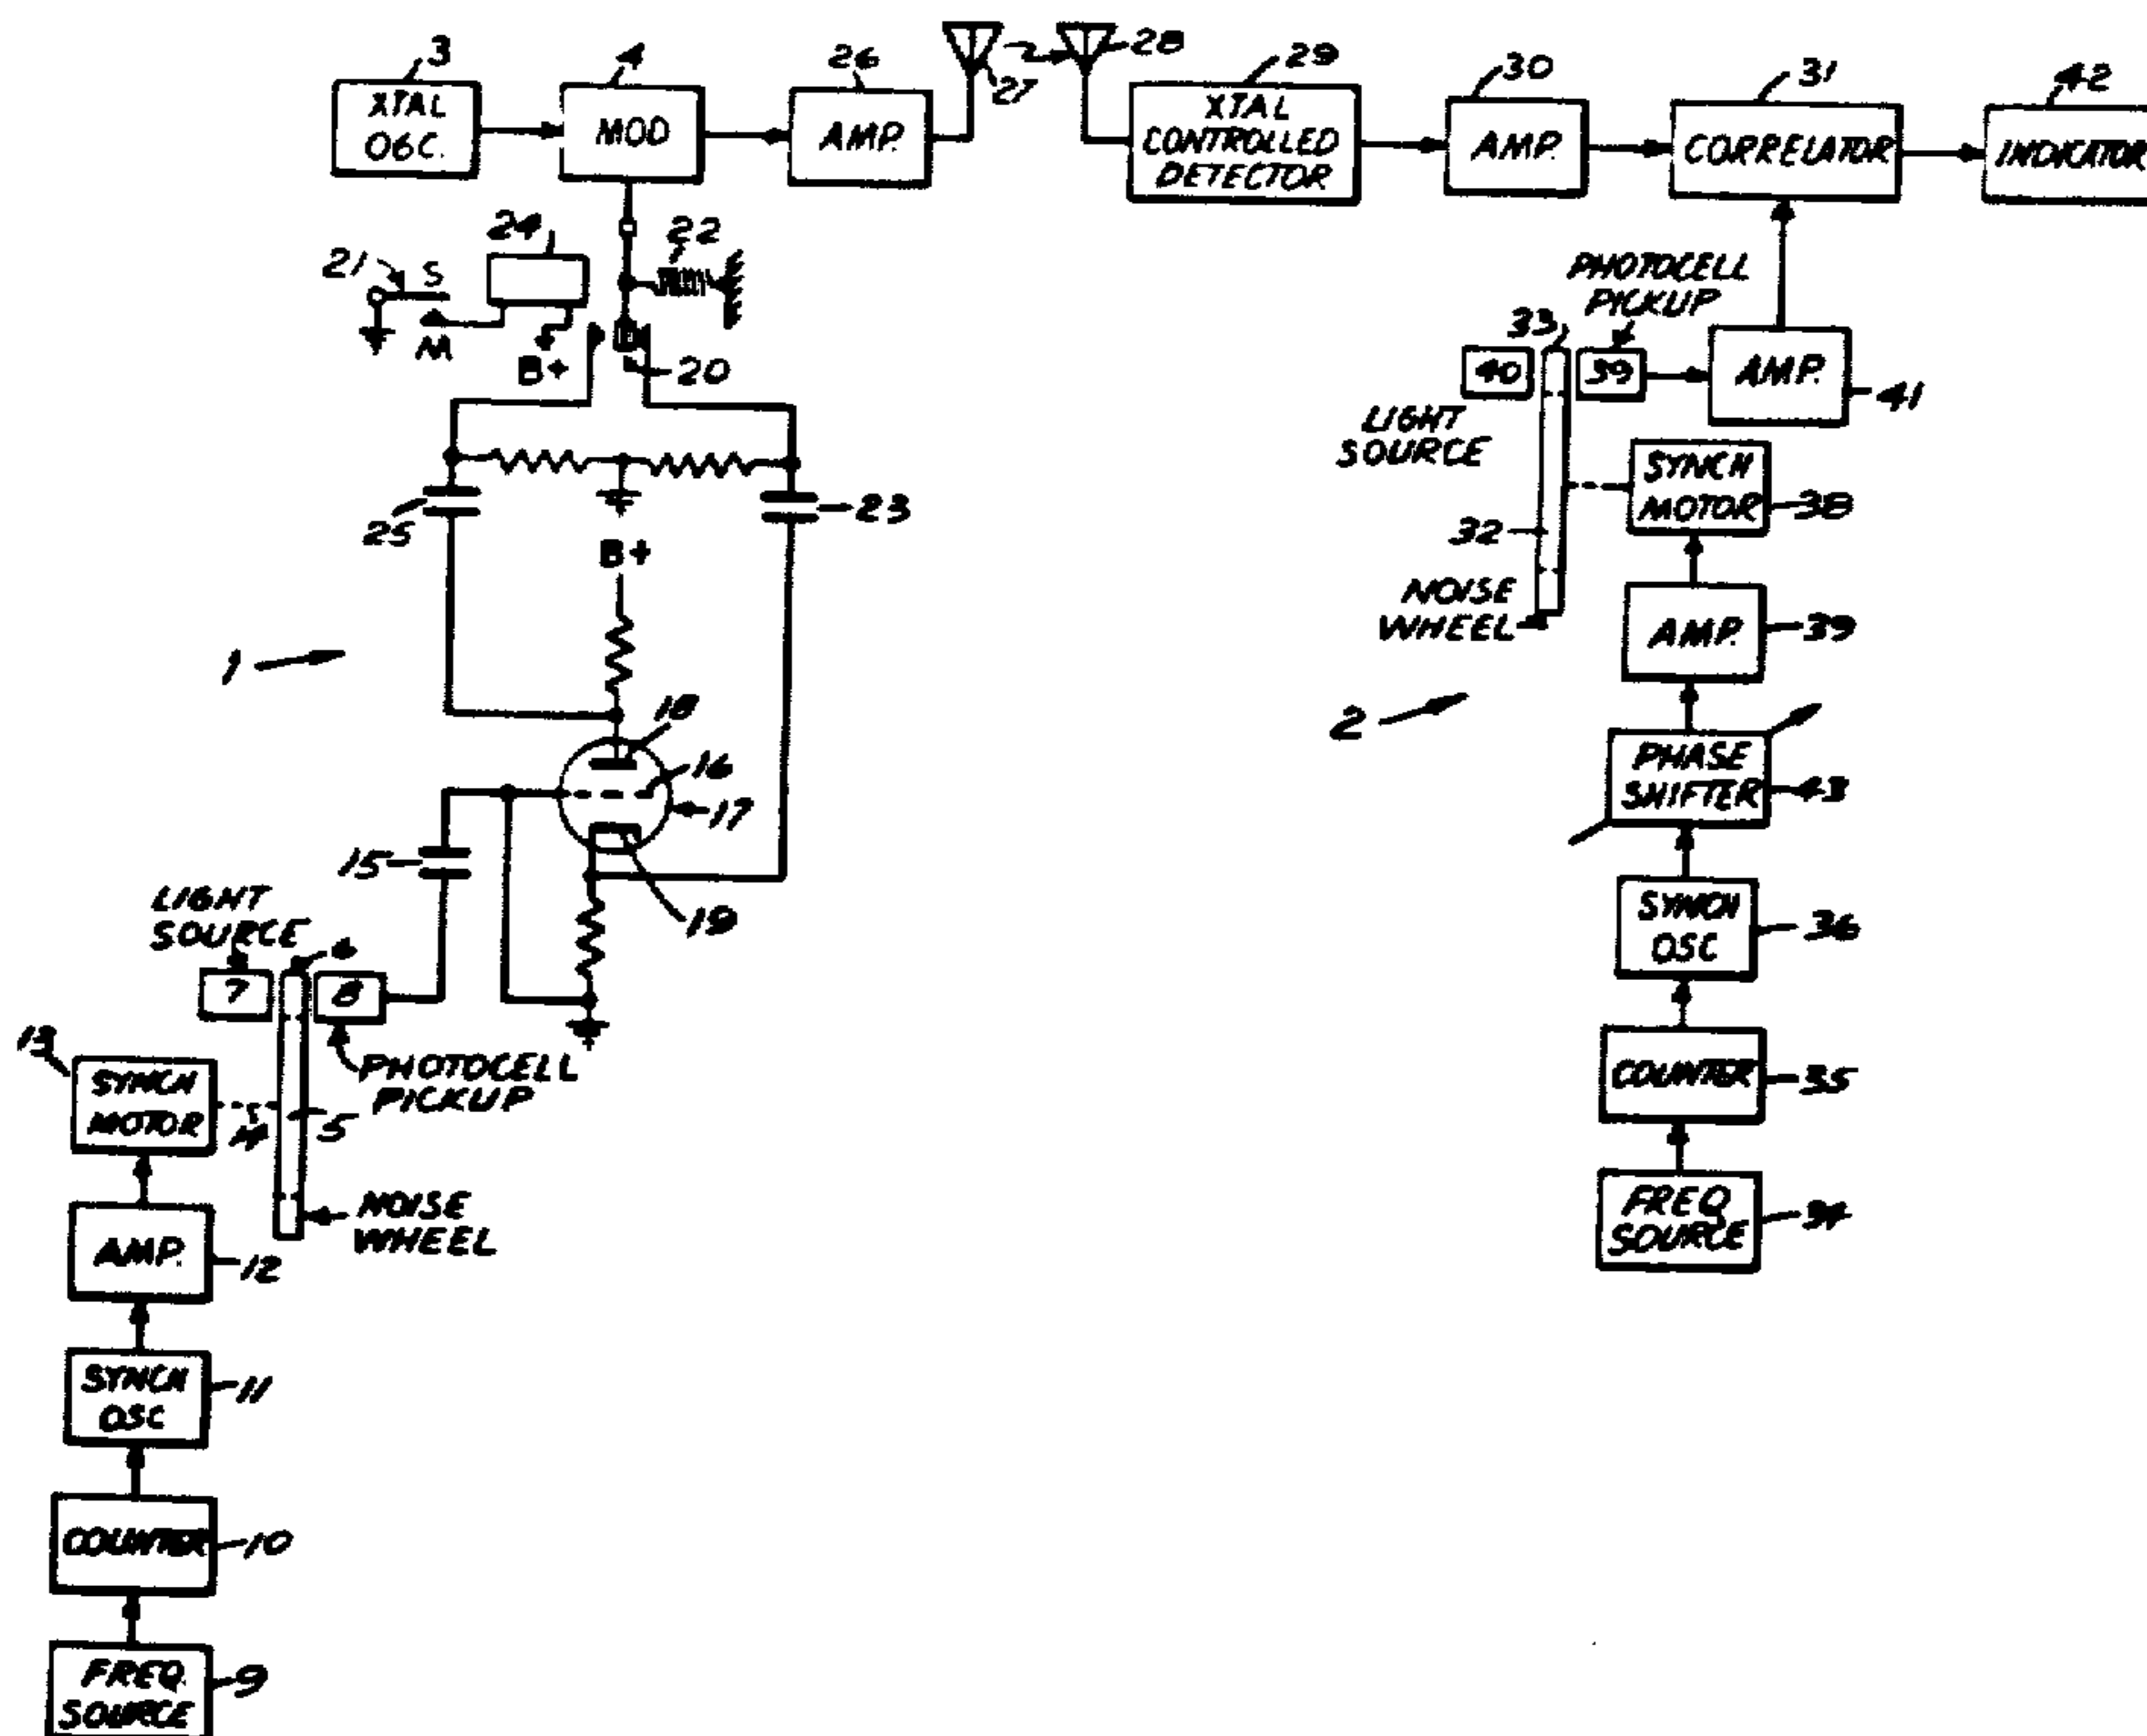 3
4
26
27
28
29
30
31
42
XTAL
OSC.
MOD
AMP.
XTAL
CONTROLLED
DETECTOR
AMP.
CORRELATOR
INDICATOR
24
22
21
S
M
B+
20
25
23
B+
1
18
16
17
15
19
LIGHT
SOURCE
6
7
8
PHOTOCELL
PICKUP
13
SYNCH
MOTOR
14
5
NOISE
WHEEL
AMP.
12
SYNCH
OSC
11
COUNTER
10
FREQ.
SOURCE
9
PHOTOCELL
PICKUP
33
40
39
AMP.
41
LIGHT
SOURCE
SYNCH
MOTOR
38
32
NOISE
WHEEL
AMP.
39
2
PHASE
SHIFTER
43
SYNCH
OSC
36
COUNTER
35
FREQ
SOURCE
34